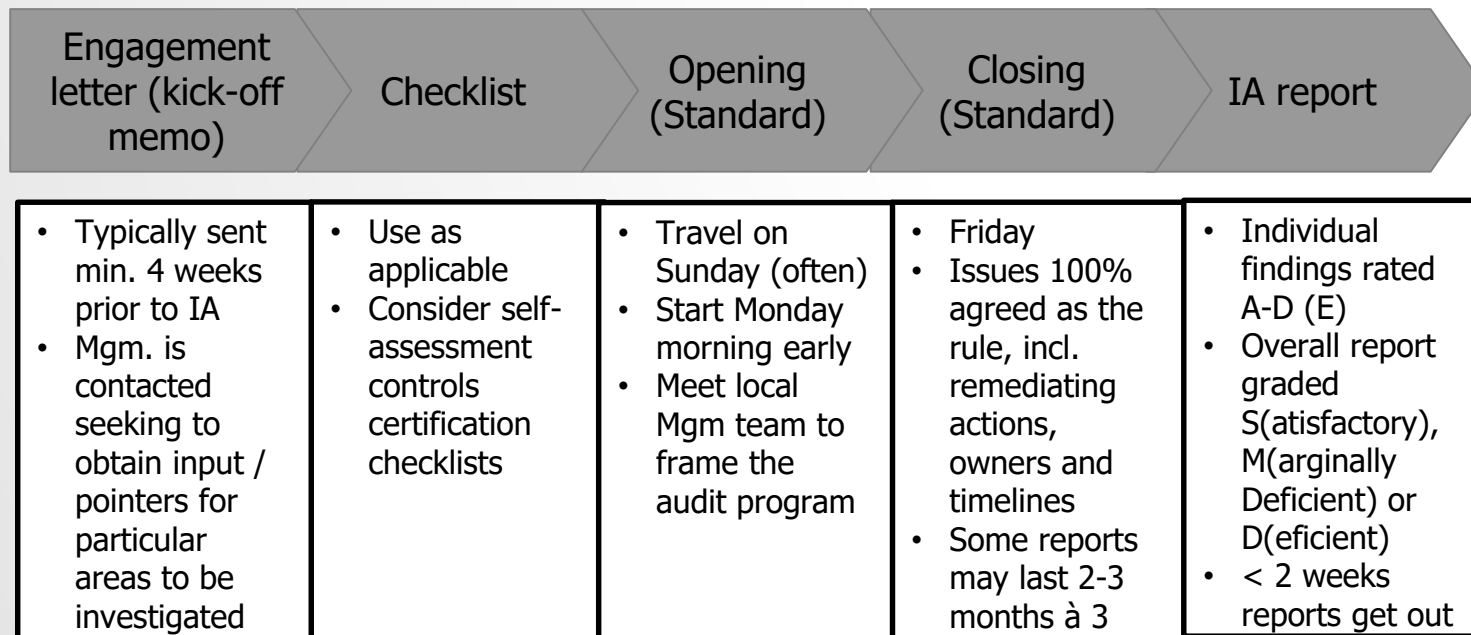 Engagement
letter (kick-off
memo)
Checklist
Opening
(Standard)
Closing
(Standard)
IA report
• Typically sent
min. 4 weeks
prior to IA
• Mgm. is
contacted
seeking to
obtain input /
pointers for
particular
areas to be
investigated
• Use as
applicable
• Consider self-
assessment
controls
certification
checklists
• Travel on
Sunday (often)
• Start Monday
morning early
• Meet local
Mgm team to
frame the
audit program
• Friday
• Issues 100%
agreed as the
rule, incl.
remediating
actions,
owners and
timelines
• Some reports
may last 2-3
months à 3
• Individual
findings rated
A-D (E)
• Overall report
graded
S(atisfactory),
M(arginally
Deficient) or
D(eficient)
• < 2 weeks
reports get out